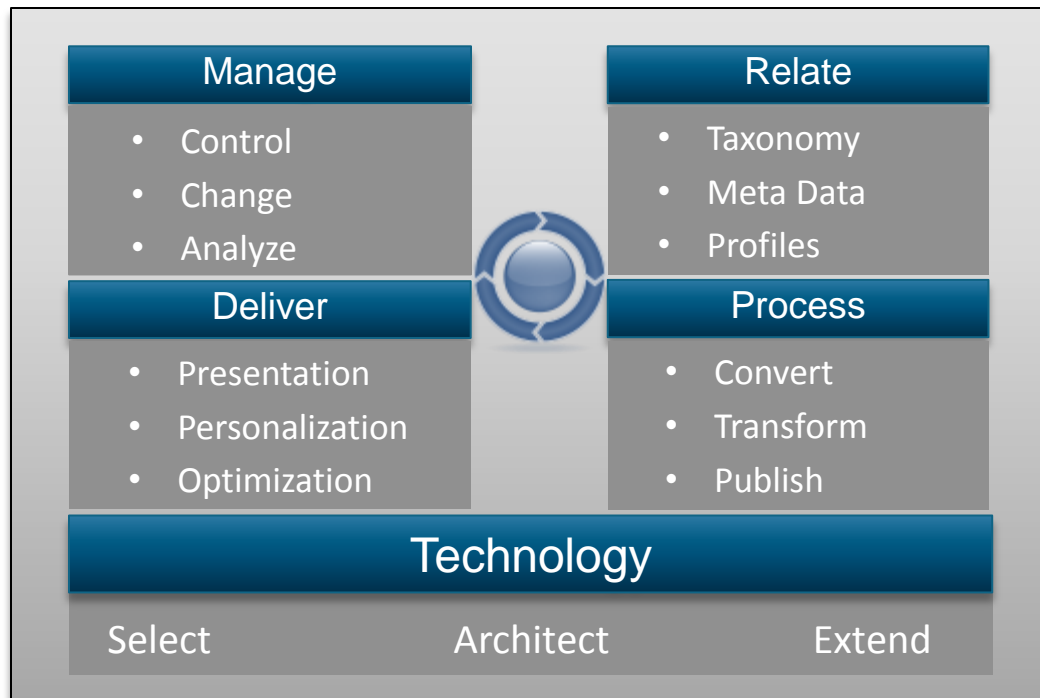 Manage
• Control
• Change
• Analyze
Relate
• Taxonomy
• Meta Data
• Profiles
Deliver
• Presentation
• Personalization
• Optimization
Process
• Convert
• Transform
• Publish
Technology
Select Architect Extend